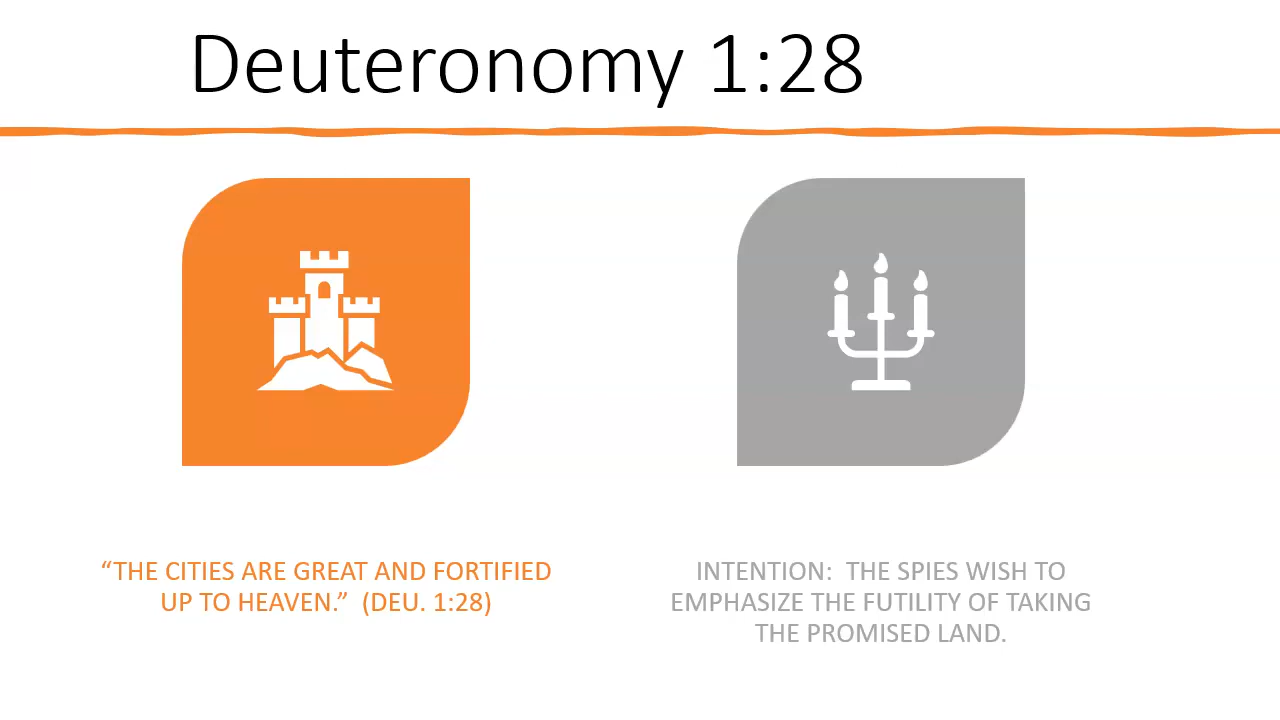 Deuteronomy 1:28
“THE CITIES ARE GREAT AND FORTIFIED
UP TO HEAVEN.”  (DEU. 1:28)
INTENTION:  THE SPIES WISH TO
EMPHASIZE THE FUTILITY OF TAKING
THE PROMISED LAND.